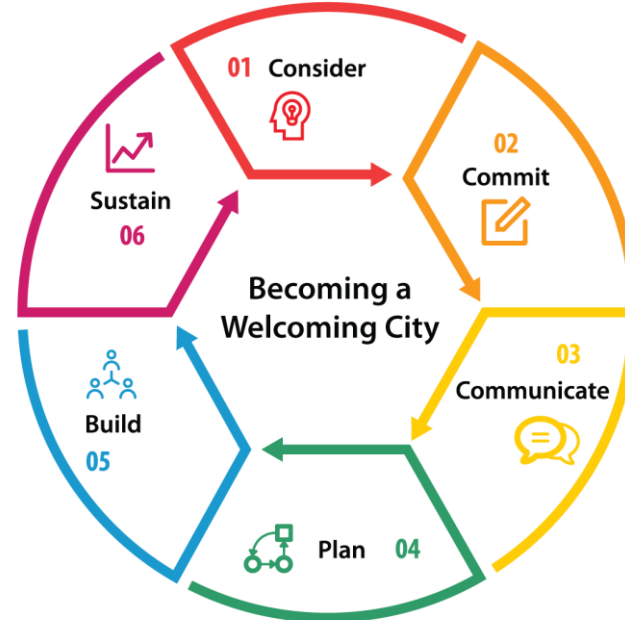 01 Consider
02
Commit
03
Communicate
Plan 04
Build
05
Sustain
06
Becoming a
Welcoming City